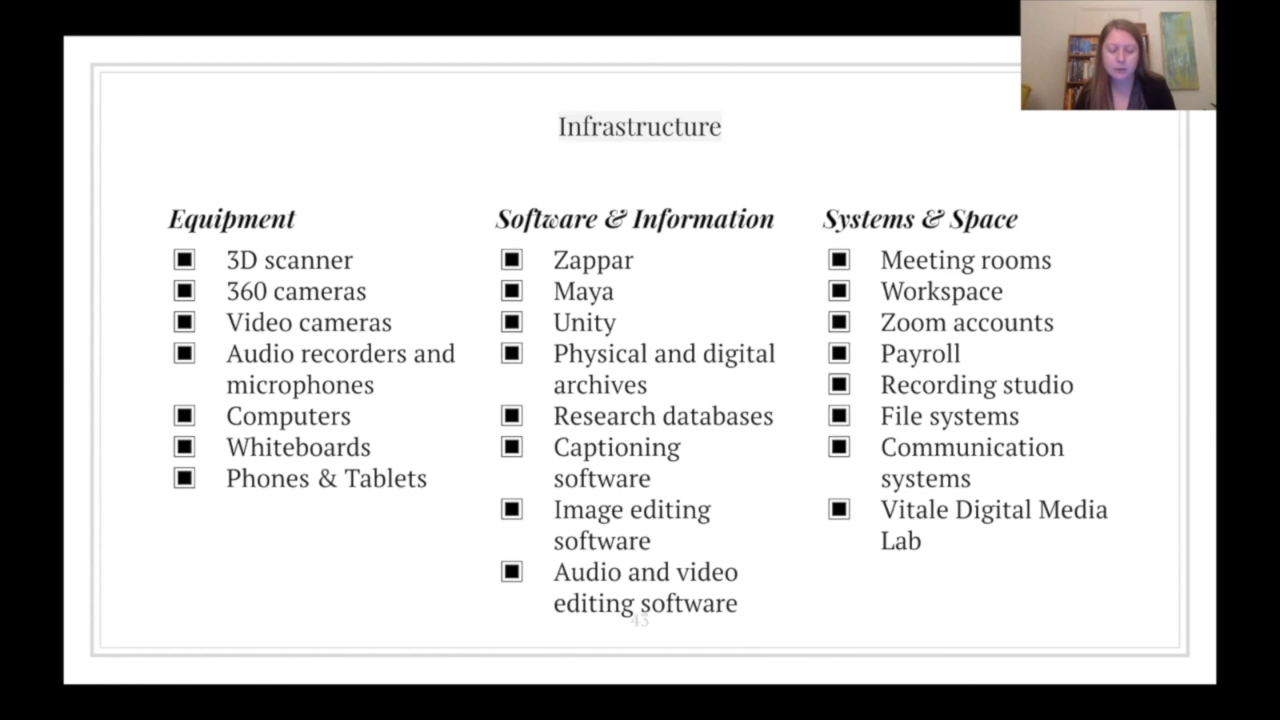 Infrastructure
Equipment
3D scanner
360 cameras
Video cameras
Audio recorders and
microphones
Computers
Whiteboards
Phones & Tablets
Software & Information
Zappar
Maya
Unity
Physical and digital
archives
Research databases
Captioning
software
Image editing
software
Audio and video
editing software
Systems & Space
Meeting rooms
Workspace
Zoom accounts
Payroll
Recording studio
File systems
Communication
systems
Vitale Digital Media
Lab
43